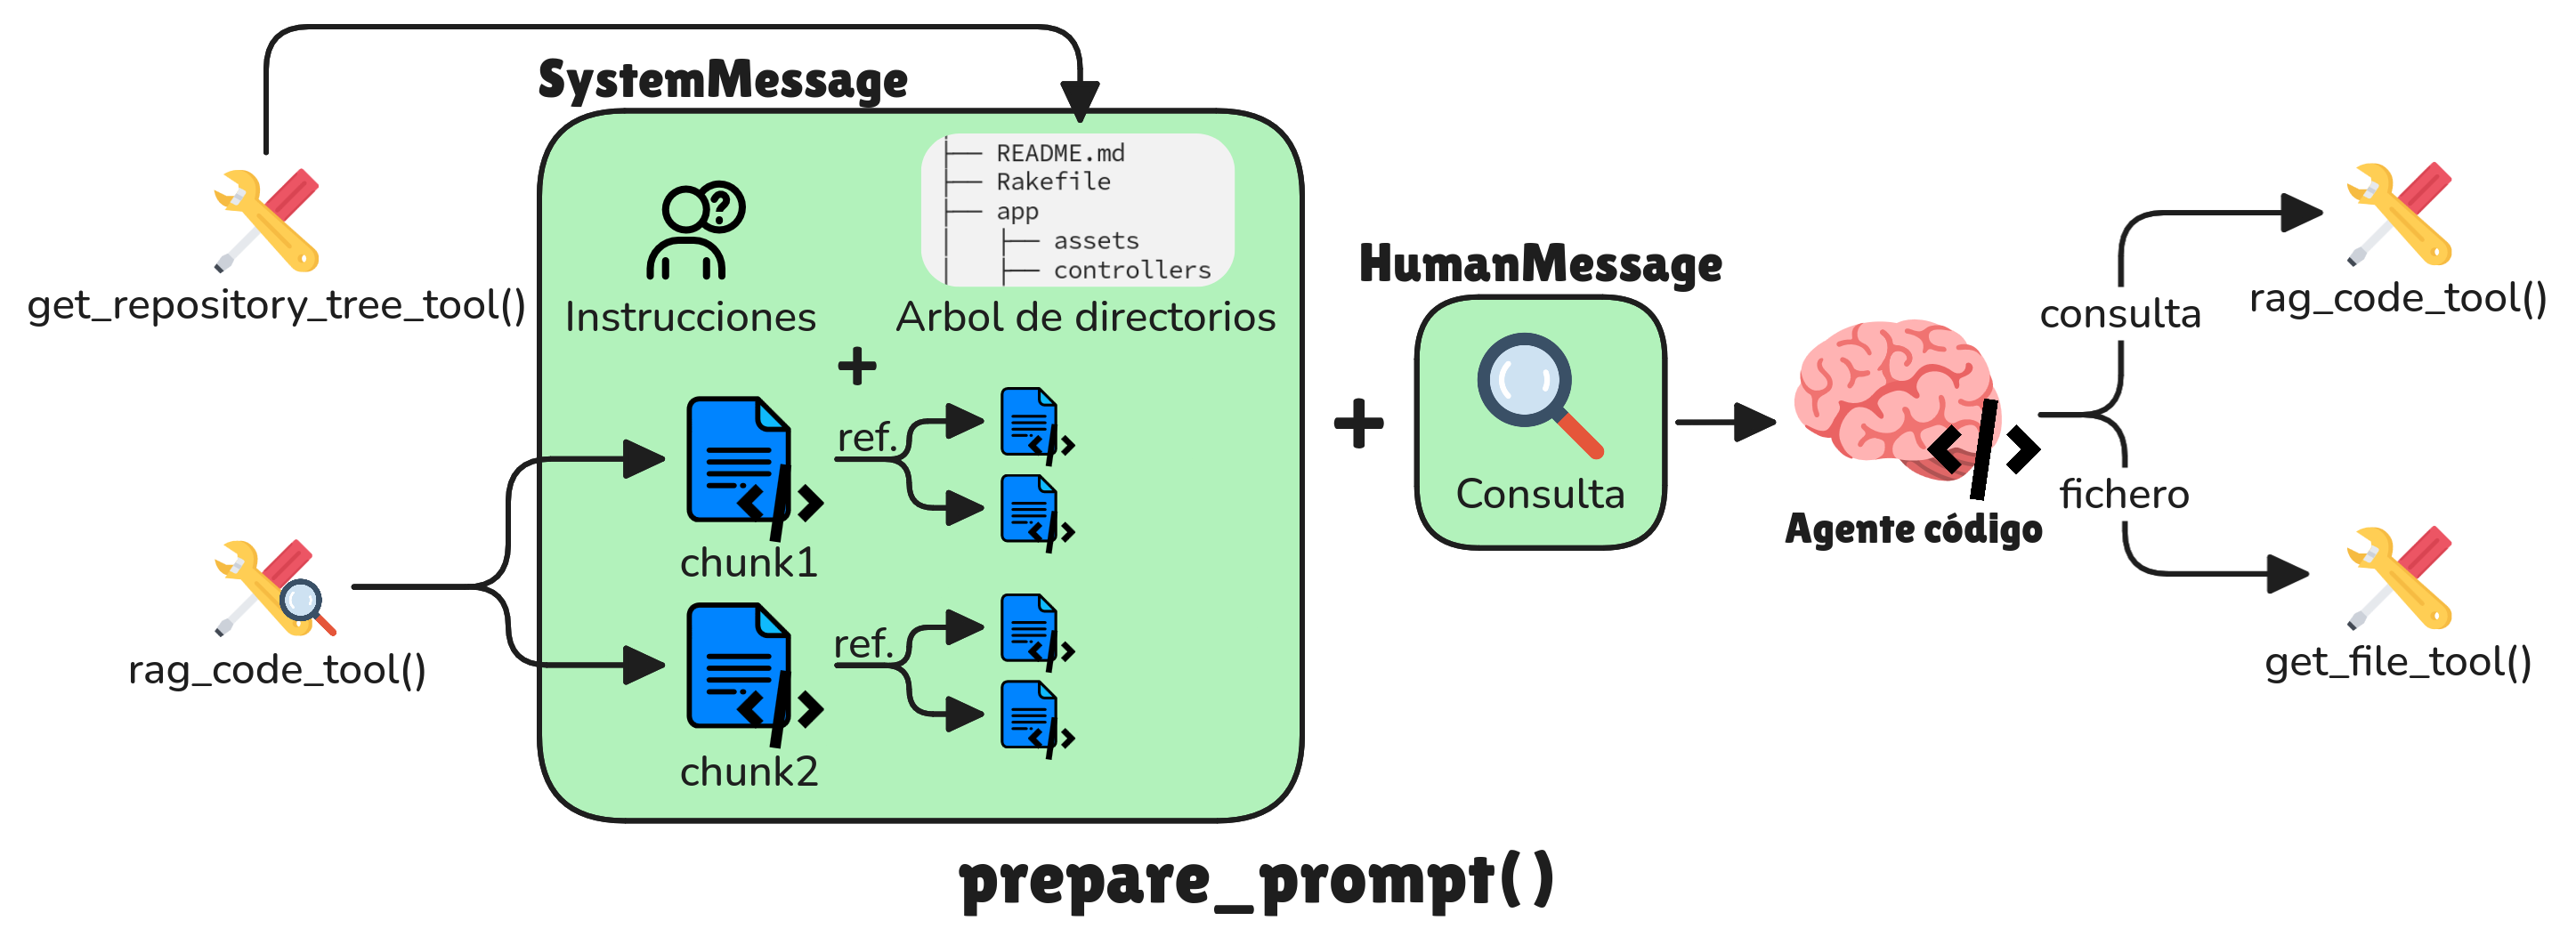 SystemMessage
├── README.md
├── Rakefile
├── app
│   ├── assets
│   ├── controllers
get_repository_tree_tool()
Instrucciones
Arbol de directorios
+
ref.
chunk1
rag_code_tool()
ref.
chunk2
+
HumanMessage
Consulta
</>
Agente código
consulta
rag_code_tool()
fichero
get_file_tool()
prepare_prompt()